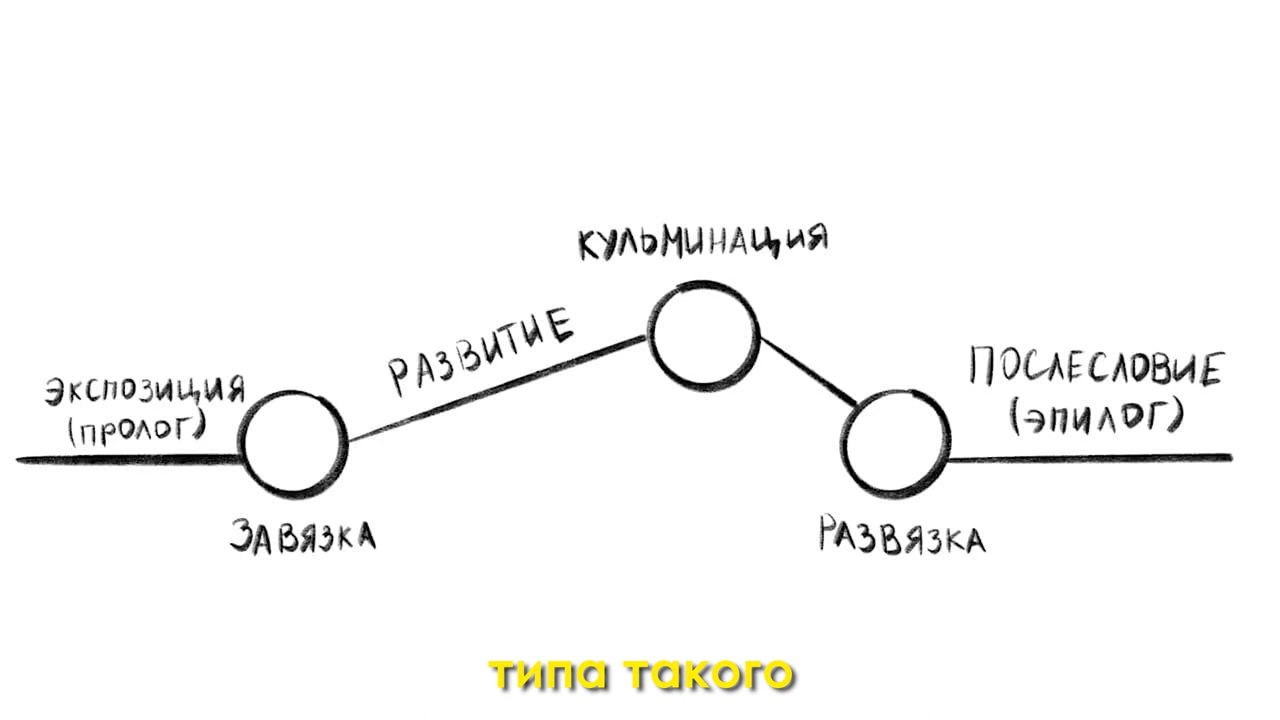 КУЛЬМИНАЦИЯ
РАЗВИТИЕ
ЭКСПОЗИЦИЯ
(ПРОЛОГ)
ПОСЛЕСЛОВИЕ
(ЭПИЛОГ)
ЗАВЯЗКА
РАЗВЯЗКА
типа такого